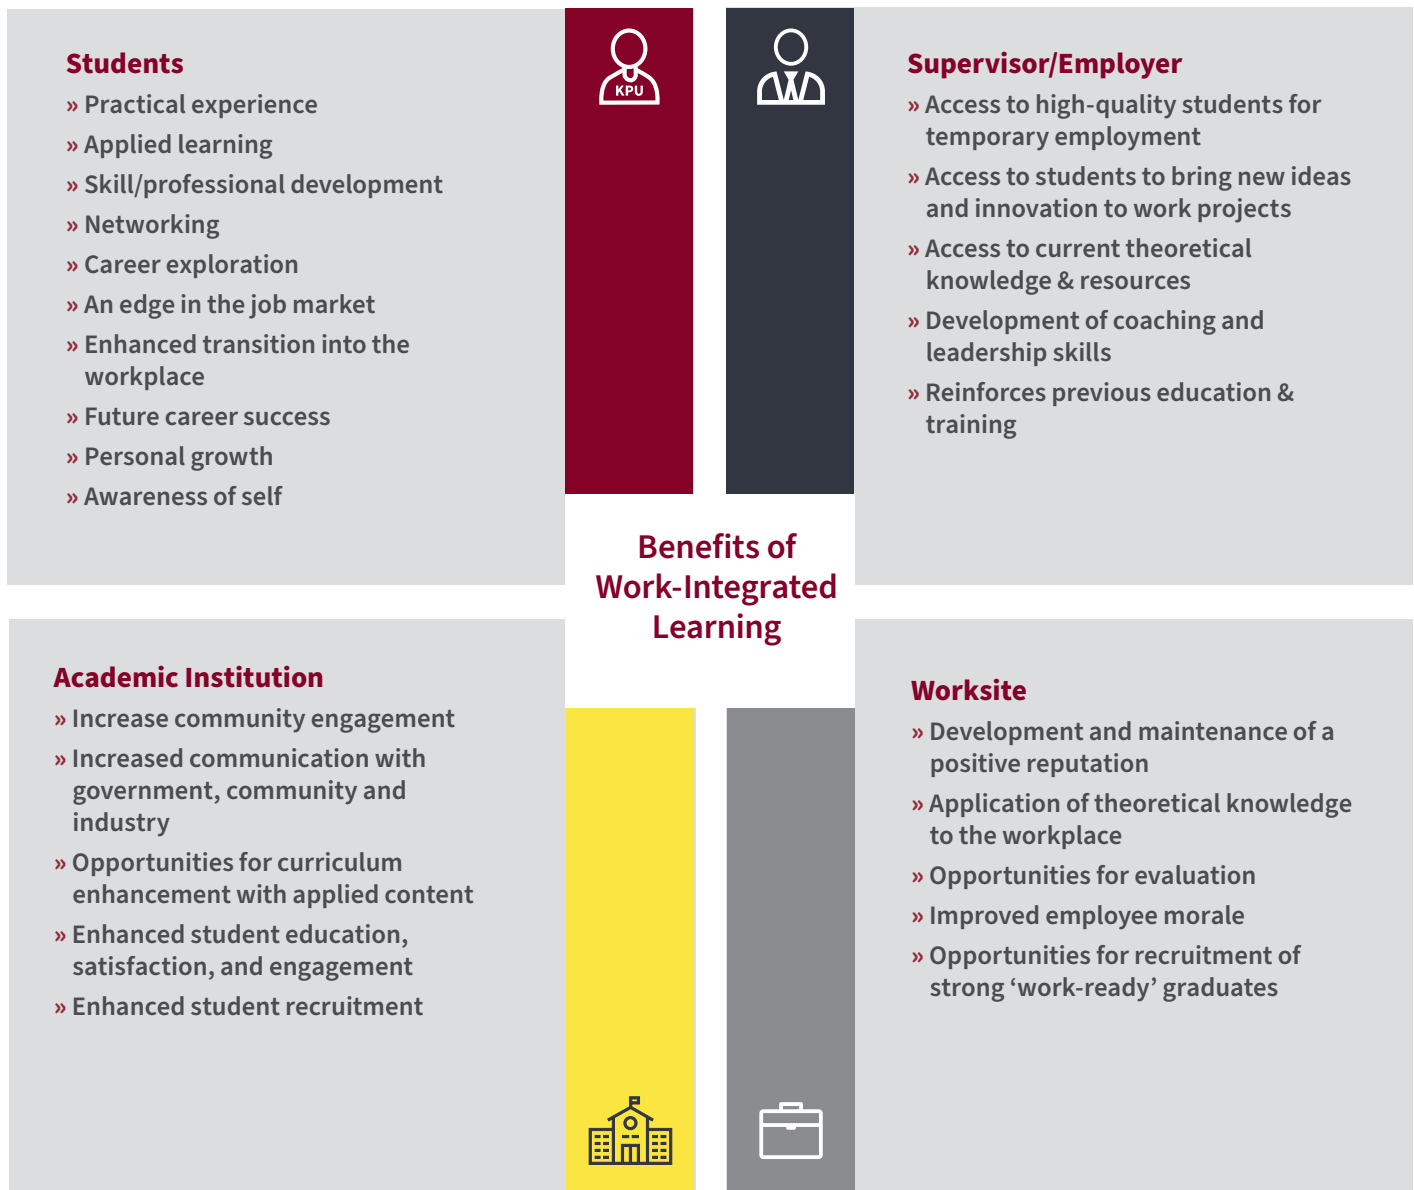 Students
» Practical experience
» Applied learning
» Skill/professional development
» Networking
» Career exploration
» An edge in the job market
» Enhanced transition into the
workplace
» Future career success
» Personal growth
» Awareness of self
KPU
Supervisor/Employer
» Access to high-quality students for
temporary employment
» Access to students to bring new ideas
and innovation to work projects
» Access to current theoretical
knowledge & resources
» Development of coaching and
leadership skills
» Reinforces previous education &
training
Benefits of
Work-Integrated
Learning
Academic Institution
» Increase community engagement
» Increased communication with
government, community and
industry
» Opportunities for curriculum
enhancement with applied content
» Enhanced student education,
satisfaction, and engagement
» Enhanced student recruitment
Worksite
» Development and maintenance of a
positive reputation
» Application of theoretical knowledge
to the workplace
» Opportunities for evaluation
» Improved employee morale
» Opportunities for recruitment of
strong ‘work-ready’ graduates